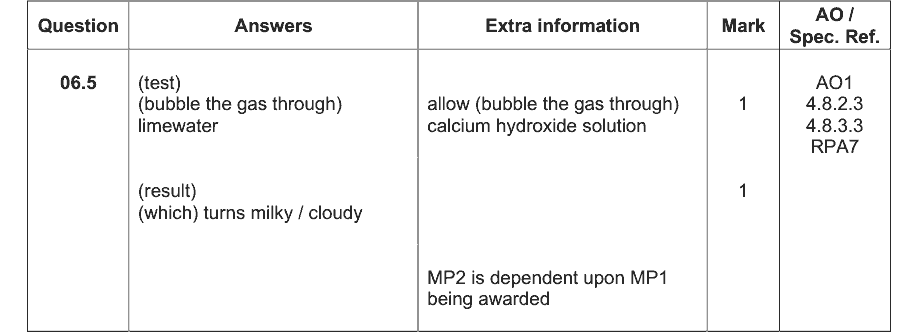 Question Answers Extra information Mark AO /
Spec. Ref.
06.5 (test) AO1
(bubble the gas through) allow (bubble the gas through) 1 4.8.2.3
limewater calcium hydroxide solution 4.8.3.3
RPA7
(result) 1
(which) turns milky / cloudy
MP2 is dependent upon MP1
being awarded